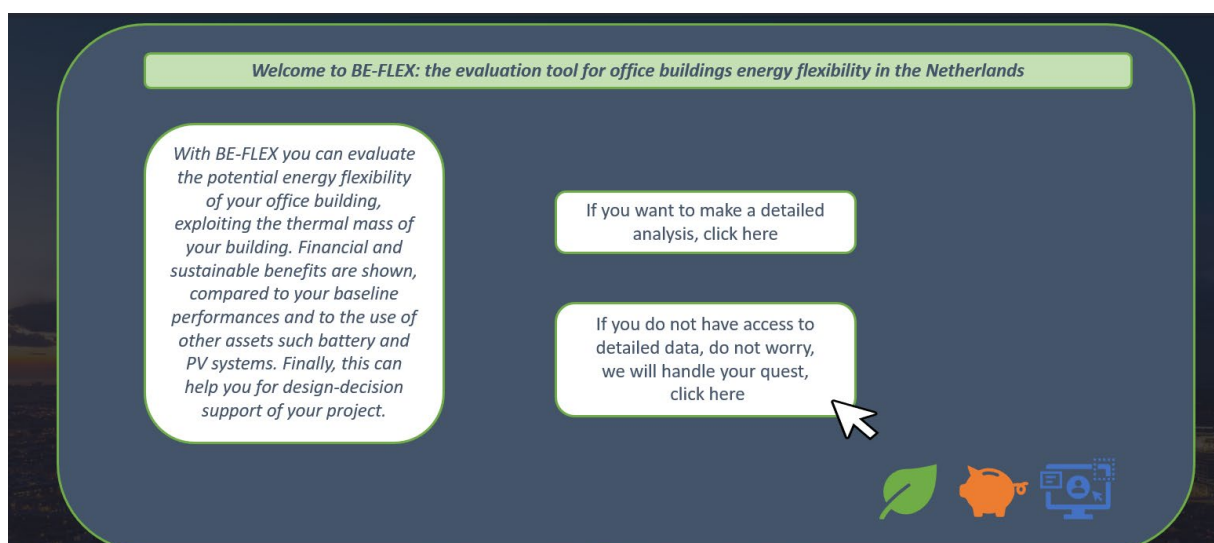 Welcome to BE-FLEX: the evaluation tool for office buildings energy flexibility in the Netherlands
With BE-FLEX you can evaluate
the potential energy flexibility
of your office building,
exploiting the thermal mass of
your building. Financial and
sustainable benefits are shown,
compared to your baseline
performances and to the use of
other assets such battery and
PV systems. Finally, this can
help you for design-decision
support of your project.
If you want to make a detailed
analysis, click here
If you do not have access to
detailed data, do not worry,
we will handle your quest,
click here